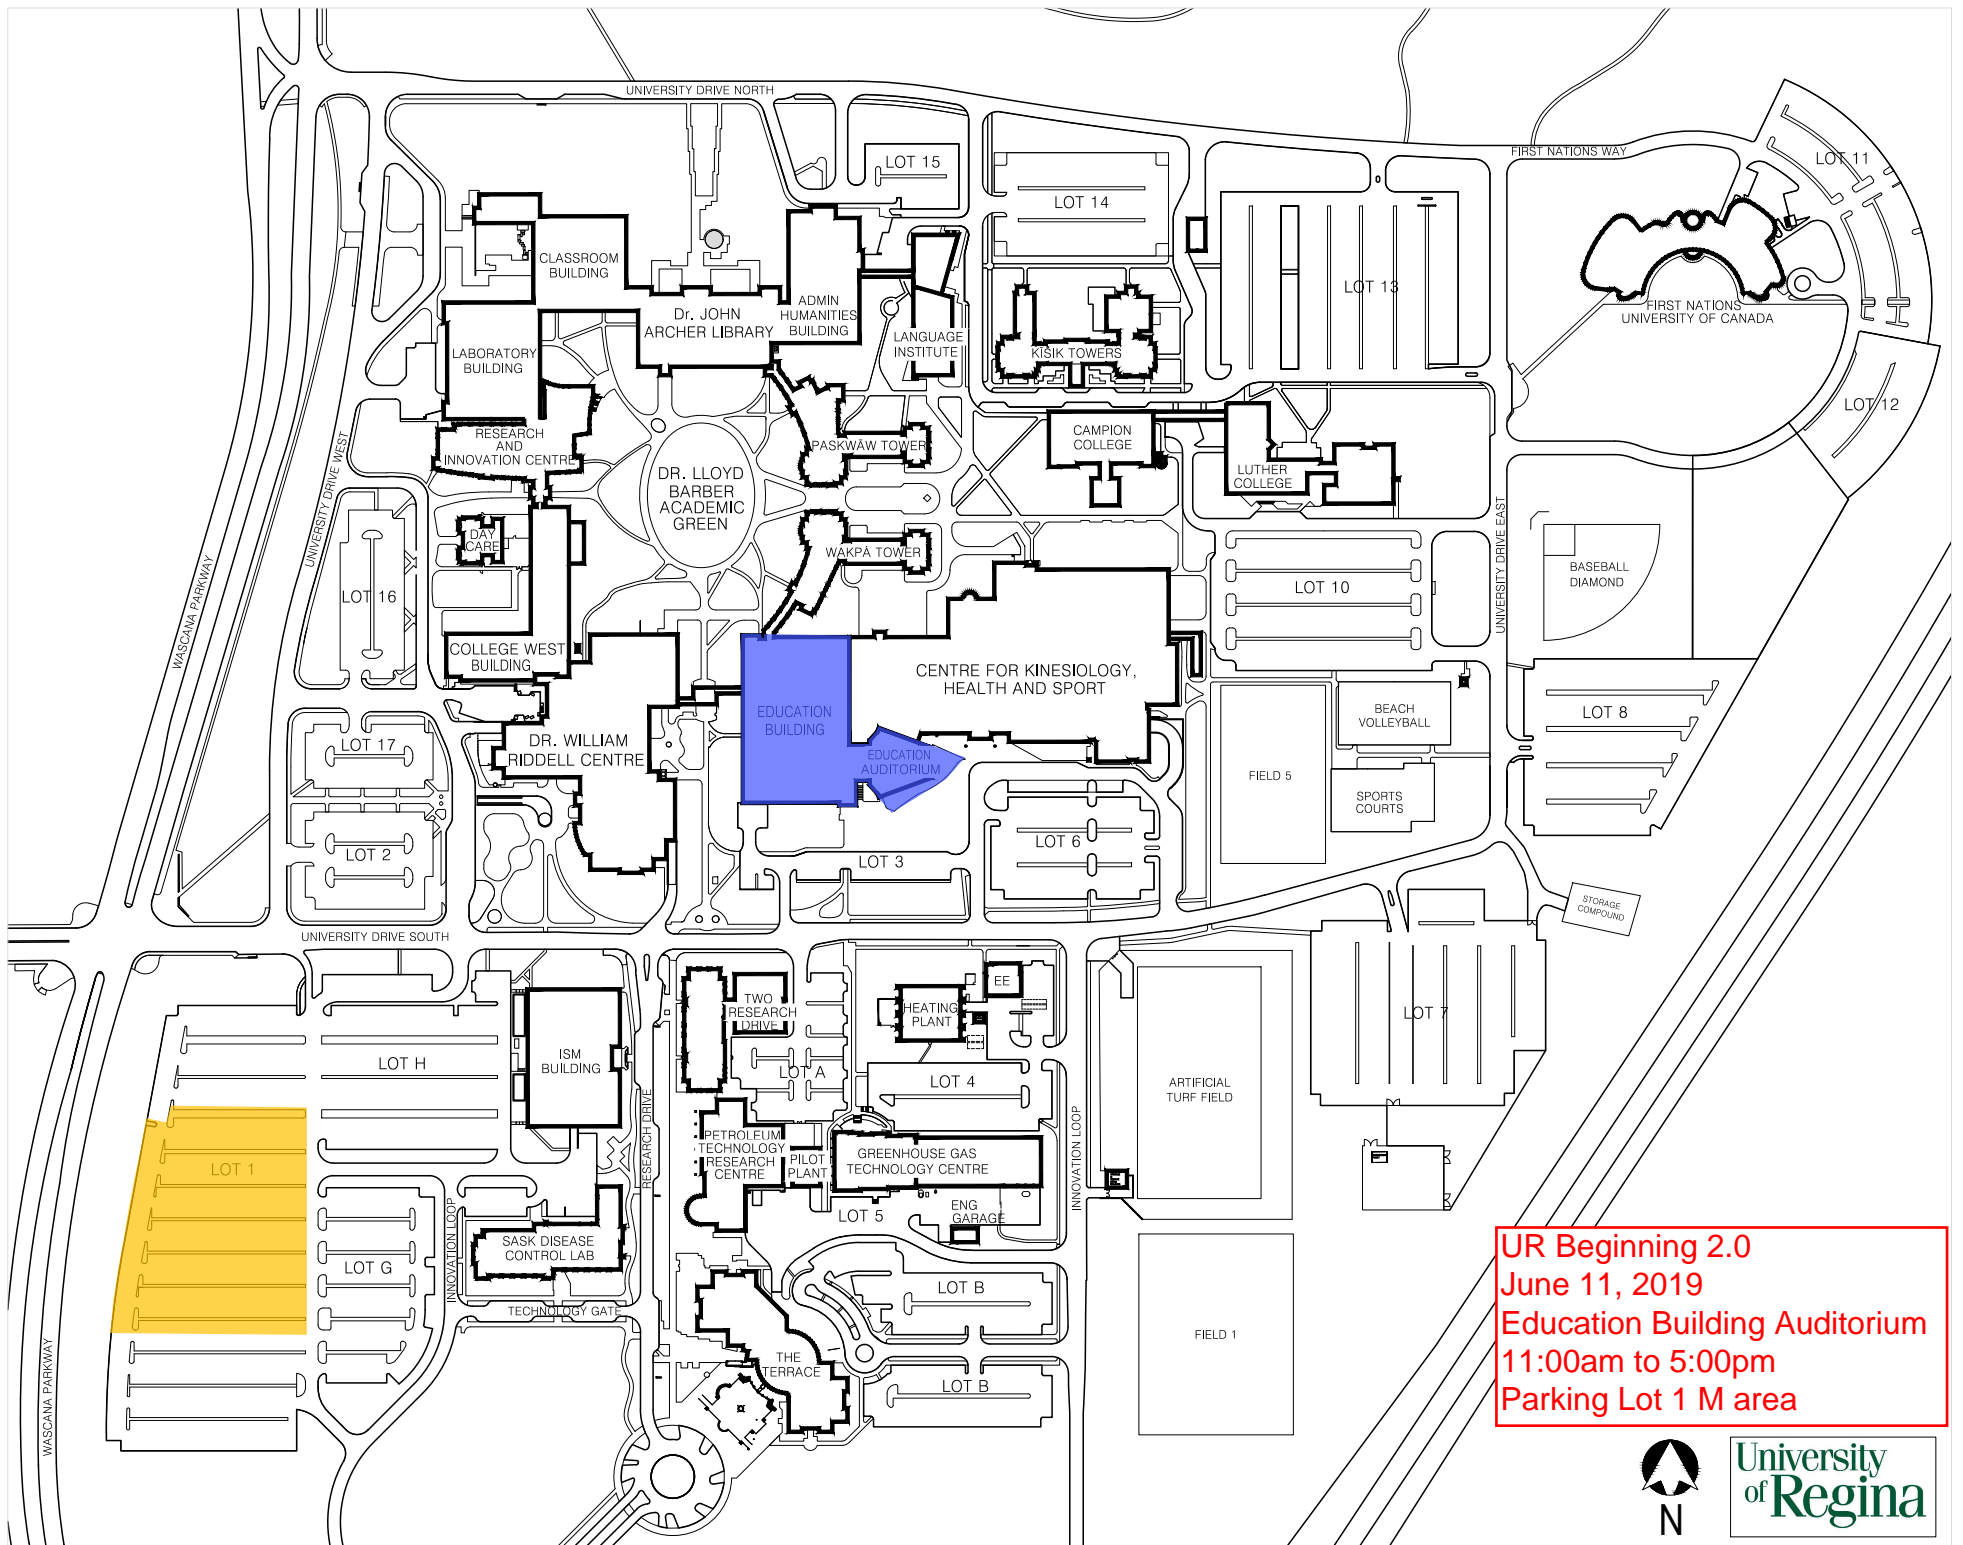 UNIVERSITY DRIVE NORTH
FIRST NATIONS WAY
LOT 15
LOT 11
LOT 14
CLASSROOM
BUILDING
LOT 13
ADMIN
HUMANITIES
BUILDING
Dr. JOHN
ARCHER LIBRARY
FIRST NATIONS
UNIVERSITY OF CANADA
LANGUAGE
INSTITUTE
KĪSIK TOWERS
LABORATORY
BUILDING
LOT 12
RESEARCH
AND
INNOVATION CENTRE
PASKWĀW TOWER
CAMPION
COLLEGE
LUTHER
COLLEGE
DR. LLOYD
BARBER
ACADEMIC
GREEN
UNIVERSITY DRIVE WEST
UNIVERSITY DRIVE EAST
WASCANA PARKWAY
DAY
CARE
WAKPĀ TOWER
BASEBALL
DIAMOND
LOT 16
LOT 10
COLLEGE WEST
BUILDING
CENTRE FOR KINESIOLOGY,
HEALTH AND SPORT
EDUCATION
BUILDING
BEACH
VOLLEYBALL
LOT 8
LOT 17
DR. WILLIAM
RIDDELL CENTRE
EDUCATION
AUDITORIUM
FIELD 5
SPORTS
COURTS
LOT 2
LOT 3
LOT 6
STORAGE
COMPOUND
UNIVERSITY DRIVE SOUTH
TWO
RESEARCH
DRIVE
EE
HEATING
PLANT
LOT 7
ISM
BUILDING
LOT H
LOT A
LOT 4
ARTIFICIAL
TURF FIELD
RESEARCH DRIVE
INNOVATION LOOP
PETROLEUM
TECHNOLOGY
RESEARCH
CENTRE
PILOT
PLANT
GREENHOUSE GAS
TECHNOLOGY CENTRE
LOT 1
LOT 5
ENG
GARAGE
INNOVATION LOOP
SASK DISEASE
CONTROL LAB
LOT G
LOT B
TECHNOLOGY GATE
FIELD 1
THE
TERRACE
LOT B
WASCANA PARKWAY
UR Beginning 2.0
June 11, 2019
Education Building Auditorium
11:00am to 5:00pm
Parking Lot 1 M area
N
University
of Regina